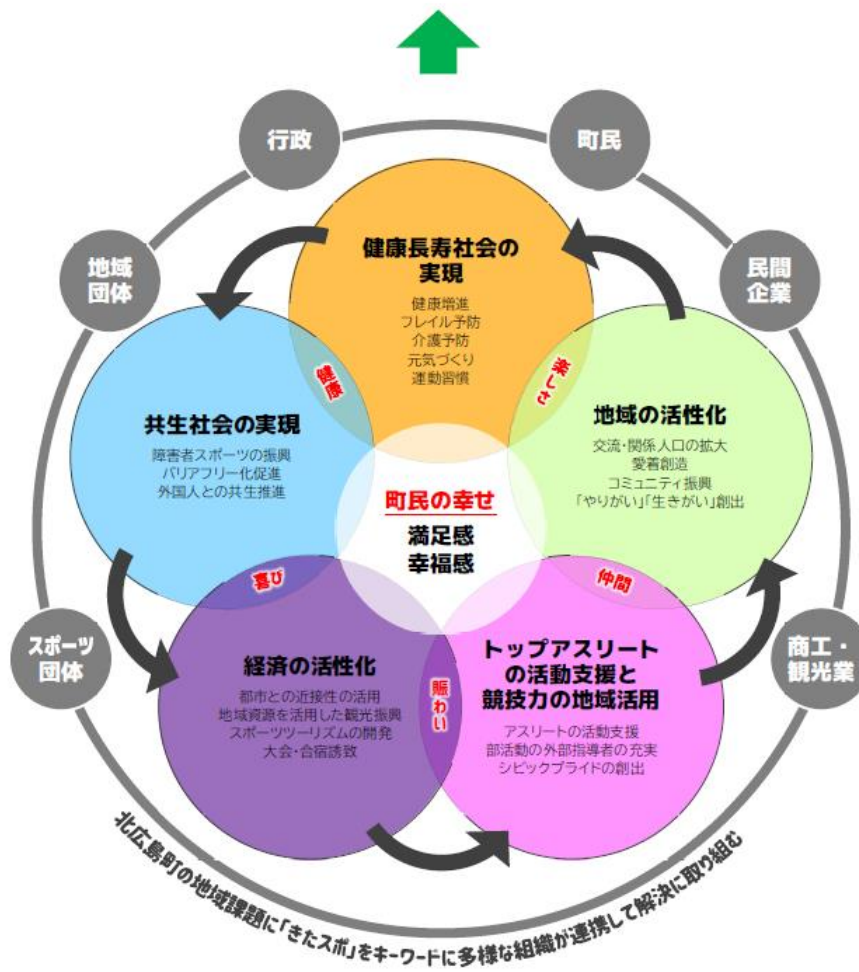 行政
町民
地域
団体
民間
企業
健康長寿社会の
実現
健康増進
フレイル予防
介護予防
元気づくり
運動習慣
健康
楽しさ
共生社会の実現
障害者スポーツの振興
バリアフリー化促進
外国人との共生推進
地域の活性化
交流・関係人口の拡大
愛着創造
コミュニティ振興
「やりがい」「生きがい」創出
町民の幸せ
満足感
幸福感
喜び
仲間
スポーツ
団体
商工・
観光業
経済の活性化
都市との近接性の活用
地域資源を活用した観光振興
スポーツツーリズムの開発
大会・合宿誘致
賑わい
トップアスリート
の活動支援と
競技力の地域活用
アスリートの活動支援
部活動の外部指導者の充実
シビックプライドの創出
北広島町の地域課題に「きたスポ」をキーワードに多様な組織が連携して解決に取り組む